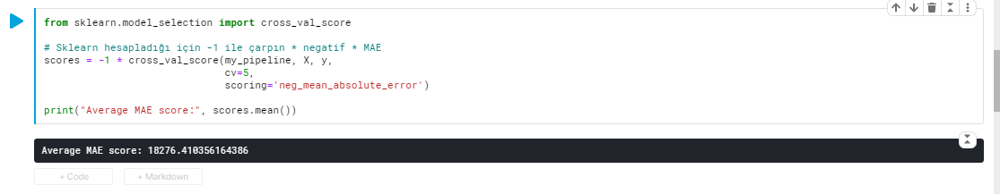 from sklearn.model_selection import cross_val_score
# Sklearn hesapladığı için -1 ile çarpın * negatif * MAE
scores = -1 * cross_val_score(my_pipeline, X, y,
cv=5,
scoring='neg_mean_absolute_error')
print("Average MAE score:", scores.mean())
Average MAE score: 18276.410356164386
+ Code
+ Markdown